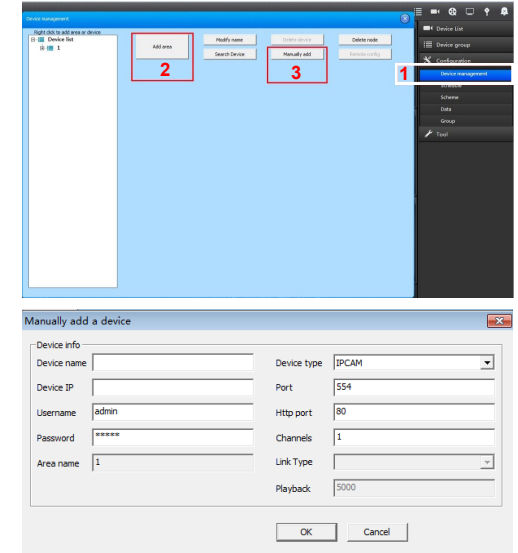 Device management
Right click to add area or device
Device list
1
Add area
2
Modify name
Delete device
Delete node
Search Device
Manually add
Remote config
3
Device List
Device group
Configuration
1
Device management
Schedule
Scheme
Data
Group
Tool
Manually add a device
Device info
Device name
Device type IPCAM
Device IP
Port 554
Username admin
Http port 80
Password *****
Channels 1
Area name 1
Link Type
Playback 5000
OK Cancel